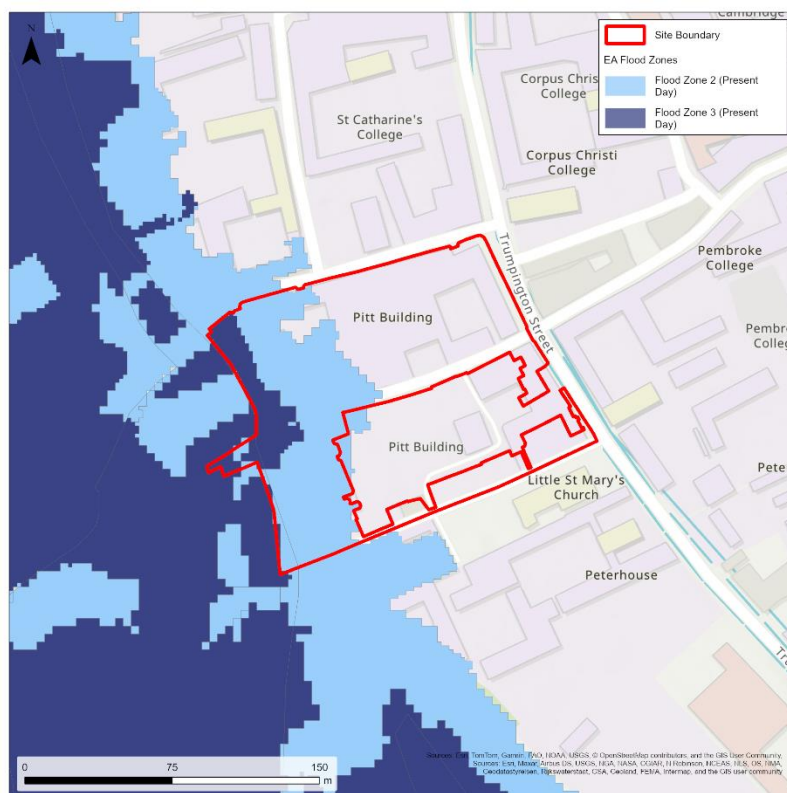 N
Cambridge
Site Boundary
EA Flood Zones
Flood Zone 2 (Present
Day)
Flood Zone 3 (Present
Day)
St Catharine's
College
Corpus Christi
College
Corpus Christi
College
Trumpington Street
Pembroke
College
Pitt Building
Pemb
Colleg
Pitt Building
Little St Mary's
Church
Pete
Peterhouse
Tru
0
75
150
m
Sources: Esri, TomTom, Garmin, FAO, NOAA, USGS, © OpenStreetMap contributors, and the GIS User Community,
Sources: Esri, Maxar, Airbus DS, USGS, NGA, NASA, CGIAR, N Robinson, NCEAS, NLS, OS, NMA,
Geodatastyrelsen, Rijkswaterstaat, GSA, Geoland, FEMA, Intermap, and the GIS user community